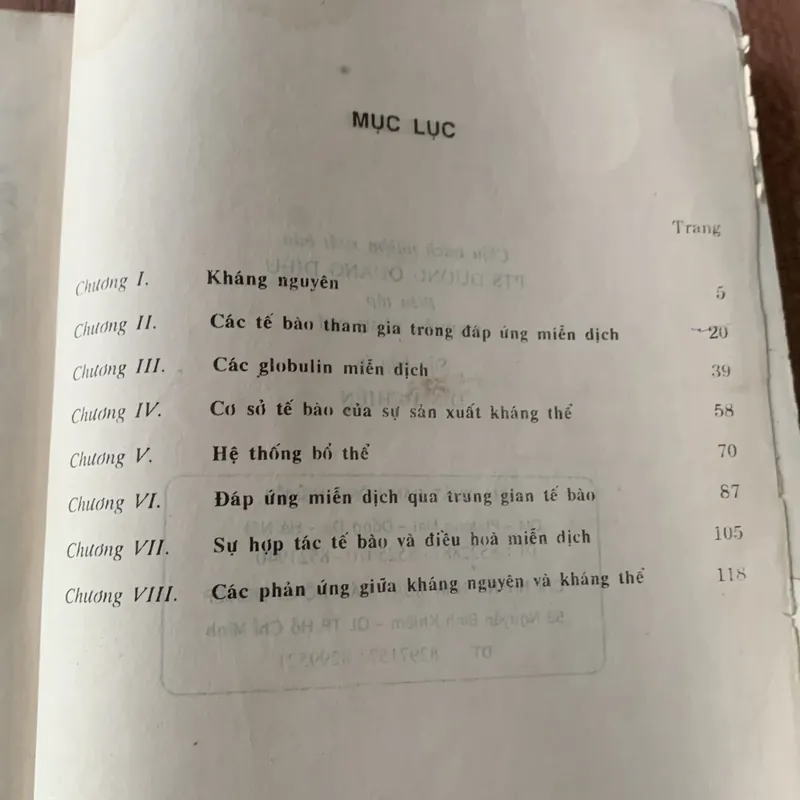 MỤC LỤC
Trang
Chương I. Kháng nguyên 5
Chương II. Các tế bào tham gia trong đáp ứng miễn dịch 20
Chương III. Các globulin miễn dịch 39
Chương IV. Cơ sở tế bào của sự sản xuất kháng thể 58
Chương V. Hệ thống bổ thể 70
Chương VI. Đáp ứng miễn dịch qua trung gian tế bào 87
Chương VII. Sự hợp tác tế bào và điều hoà miễn dịch 105
Chương VIII. Các phản ứng giữa kháng nguyên và kháng thể 118